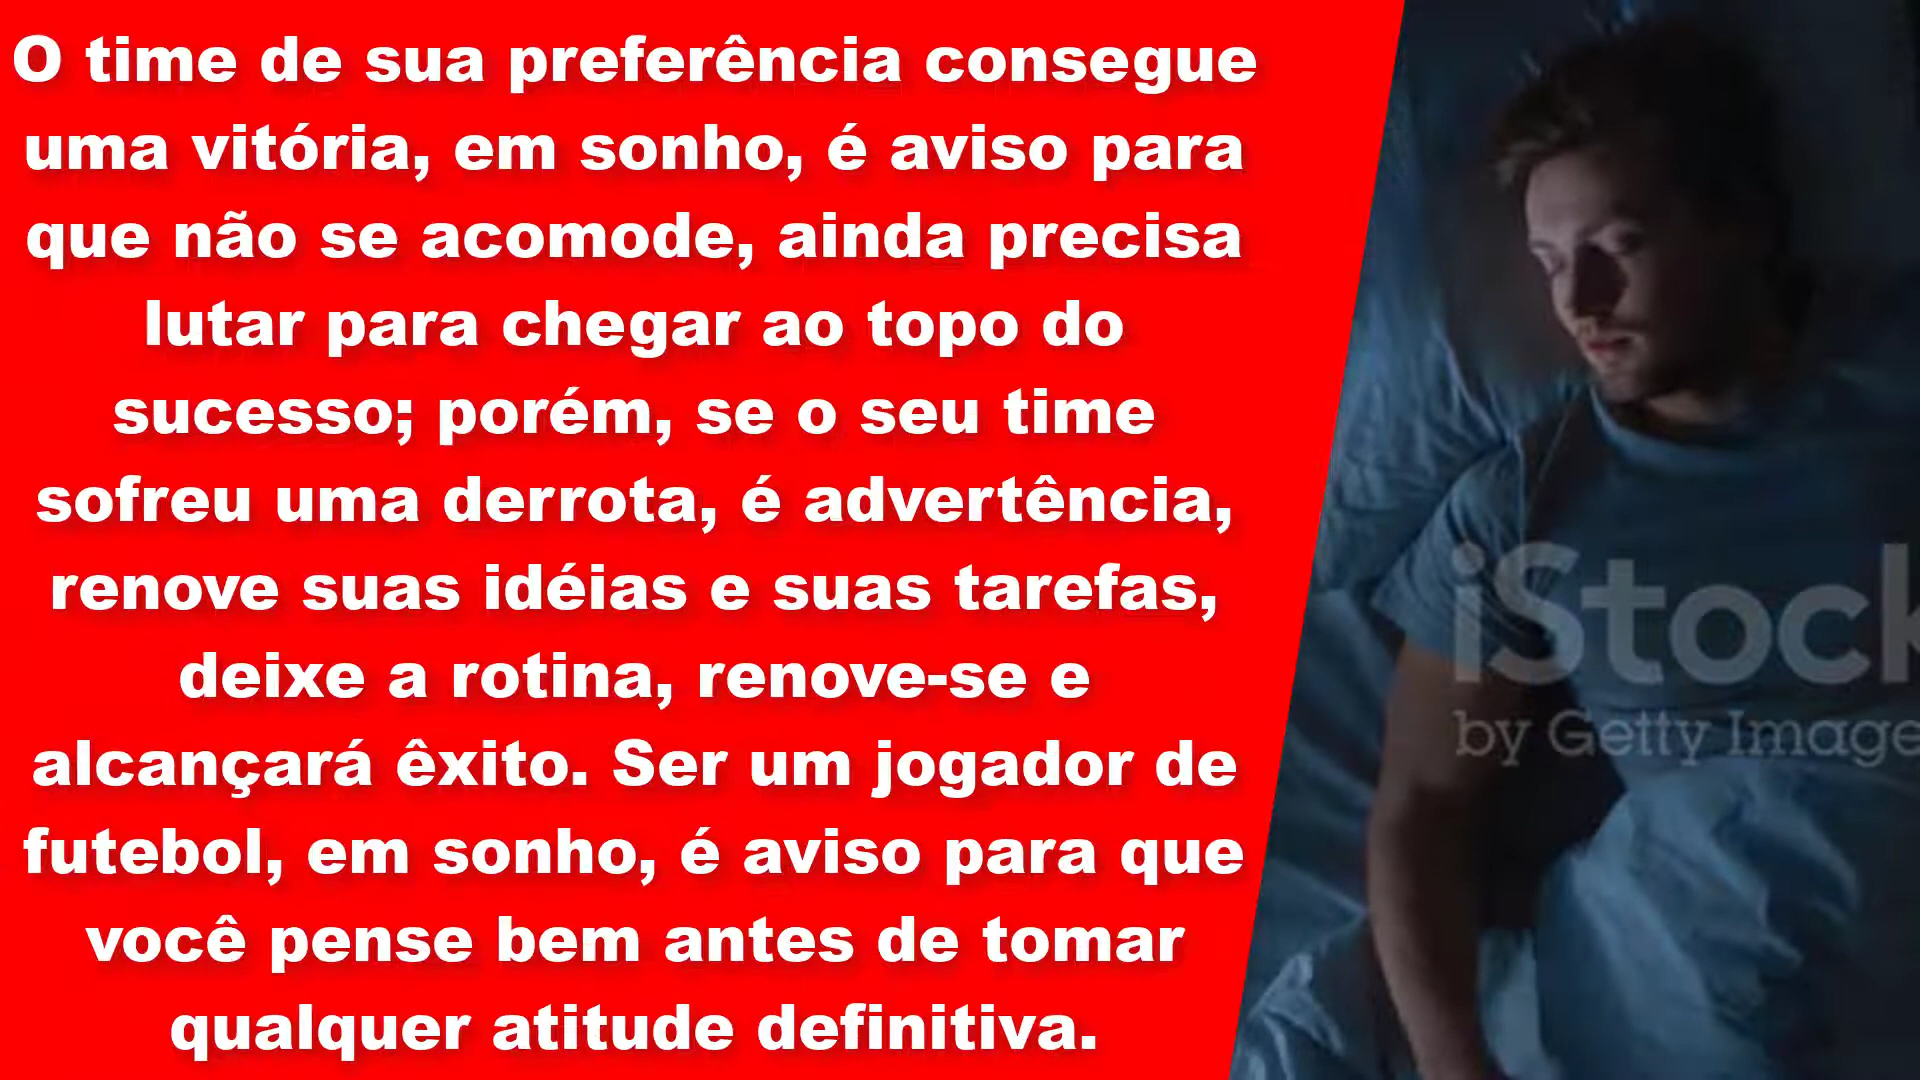 O time de sua preferência consegue
uma vitória, em sonho, é aviso para
que não se acomode, ainda precisa
lutar para chegar ao topo do
sucesso; porém, se o seu time
sofreu uma derrota, é advertência,
renove suas idéias e suas tarefas,
deixe a rotina, renove-se e
alcançará êxito. Ser um jogador de
futebol, em sonho, é aviso para que
você pense bem antes de tomar
qualquer atitude definitiva.
iStock
by Getty Image